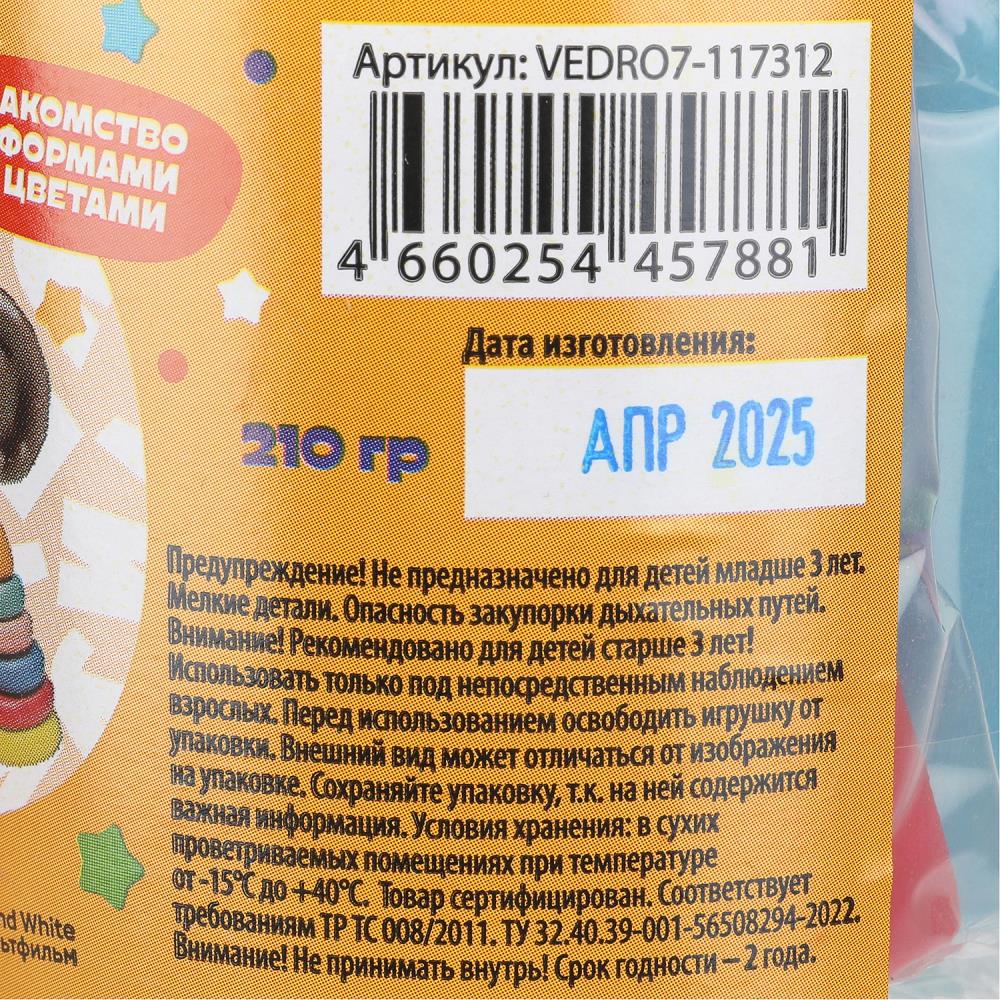 АКОМСТВО
ФОРМАМИ
ЦВЕТАМИ
Артикул: VEDRO7-117312
4 660254 457881
Дата изготовления:
АПР 2025
210 гр
Предупреждение! Не предназначено для детей младше 3 лет.
Мелкие детали. Опасность закупорки дыхательных путей.
Внимание! Рекомендовано для детей старше 3 лет!
Использовать только под непосредственным наблюдением
взрослых. Перед использованием освободить игрушку от
упаковки. Внешний вид может отличаться от изображения
на упаковке. Сохраняйте упаковку, т.к. на ней содержится
важная информация. Условия хранения: в сухих
проветриваемых помещениях при температуре
от -15°С до +40°С. Товар сертифицирован. Соответствует
требованиям ТР ТС 008/2011. ТУ 32.40.39-001-56508294-2022.
Внимание! Не принимать внутрь! Срок годности – 2 года.
nd White
ьтфильм